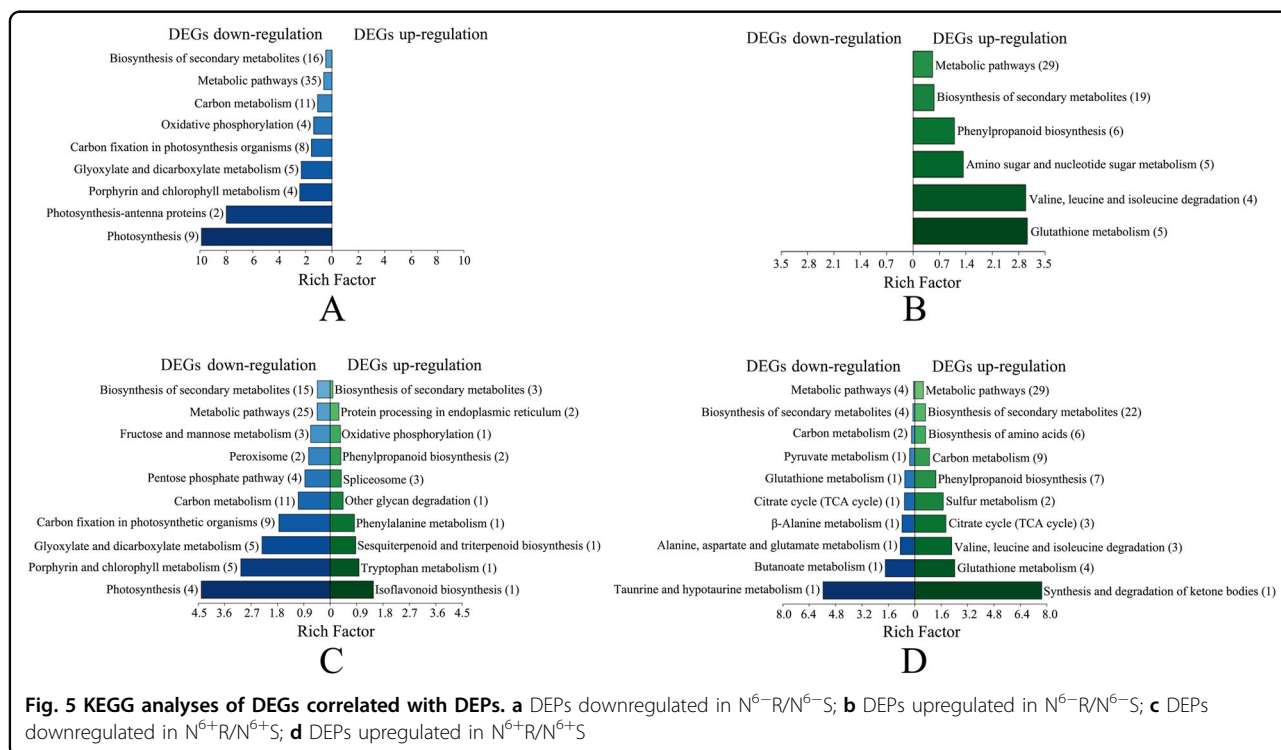 DEGs down-regulation DEGs up-regulation
Biosynthesis of secondary metabolites (16)
Metabolic pathways (35)
Carbon metabolism (11)
Oxidative phosphorylation (4)
Carbon fixation in photosynthesis organisms (8)
Glyoxylate and dicarboxylate metabolism (5)
Porphyrin and chlorophyll metabolism (4)
Photosynthesis-antenna proteins (2)
Photosynthesis (9)
10 8 6 4 2 0 2 4 6 8 10
Rich Factor
A
DEGs down-regulation DEGs up-regulation
Metabolic pathways (29)
Biosynthesis of secondary metabolites (19)
Phenylpropanoid biosynthesis (6)
Amino sugar and nucleotide sugar metabolism (5)
Valine, leucine and isoleucine degradation (4)
Glutathione metabolism (5)
3.5 2.8 2.1 1.4 0.7 0 0.7 1.4 2.1 2.8 3.5
Rich Factor
B
DEGs down-regulation DEGs up-regulation
Biosynthesis of secondary metabolites (15) Biosynthesis of secondary metabolites (3)
Metabolic pathways (25) Protein processing in endoplasmic reticulum (2)
Fructose and mannose metabolism (3) Oxidative phosphorylation (1)
Peroxisome (2) Phenylpropanoid biosynthesis (2)
Pentose phosphate pathway (4) Spliceosome (3)
Carbon metabolism (11) Other glycan degradation (1)
Carbon fixation in photosynthetic organisms (9) Phenylalanine metabolism (1)
Glyoxylate and dicarboxylate metabolism (5) Sesquiterpenoid and triterpenoid biosynthesis (1)
Porphyrin and chlorophyll metabolism (5) Tryptophan metabolism (1)
Photosynthesis (4) Isoflavonoid biosynthesis (1)
4.5 3.6 2.7 1.8 0.9 0 0.9 1.8 2.7 3.6 4.5
Rich Factor
C
DEGs down-regulation DEGs up-regulation
Metabolic pathways (4) Metabolic pathways (29)
Biosynthesis of secondary metabolites (4) Biosynthesis of secondary metabolites (22)
Carbon metabolism (2) Biosynthesis of amino acids (6)
Pyruvate metabolism (1) Carbon metabolism (9)
Glutathione metabolism (1) Phenylpropanoid biosynthesis (7)
Citrate cycle (TCA cycle) (1) Sulfur metabolism (2)
β-Alanine metabolism (1) Citrate cycle (TCA cycle) (3)
Alanine, aspartate and glutamate metabolism (1) Valine, leucine and isoleucine degradation (3)
Butanoate metabolism (1) Glutathione metabolism (4)
Taunrine and hypotaurine metabolism (1) Synthesis and degradation of ketone bodies (1)
8.0 6.4 4.8 3.2 1.6 0 1.6 3.2 4.8 6.4 8.0
Rich Factor
D
Fig. 5 KEGG analyses of DEGs correlated with DEPs. a DEPs downregulated in N⁶⁻R/N⁶⁻S; b DEPs upregulated in N⁶⁻R/N⁶⁻S; c DEPs
downregulated in N⁶⁺R/N⁶⁺S; d DEPs upregulated in N⁶⁺R/N⁶⁺S